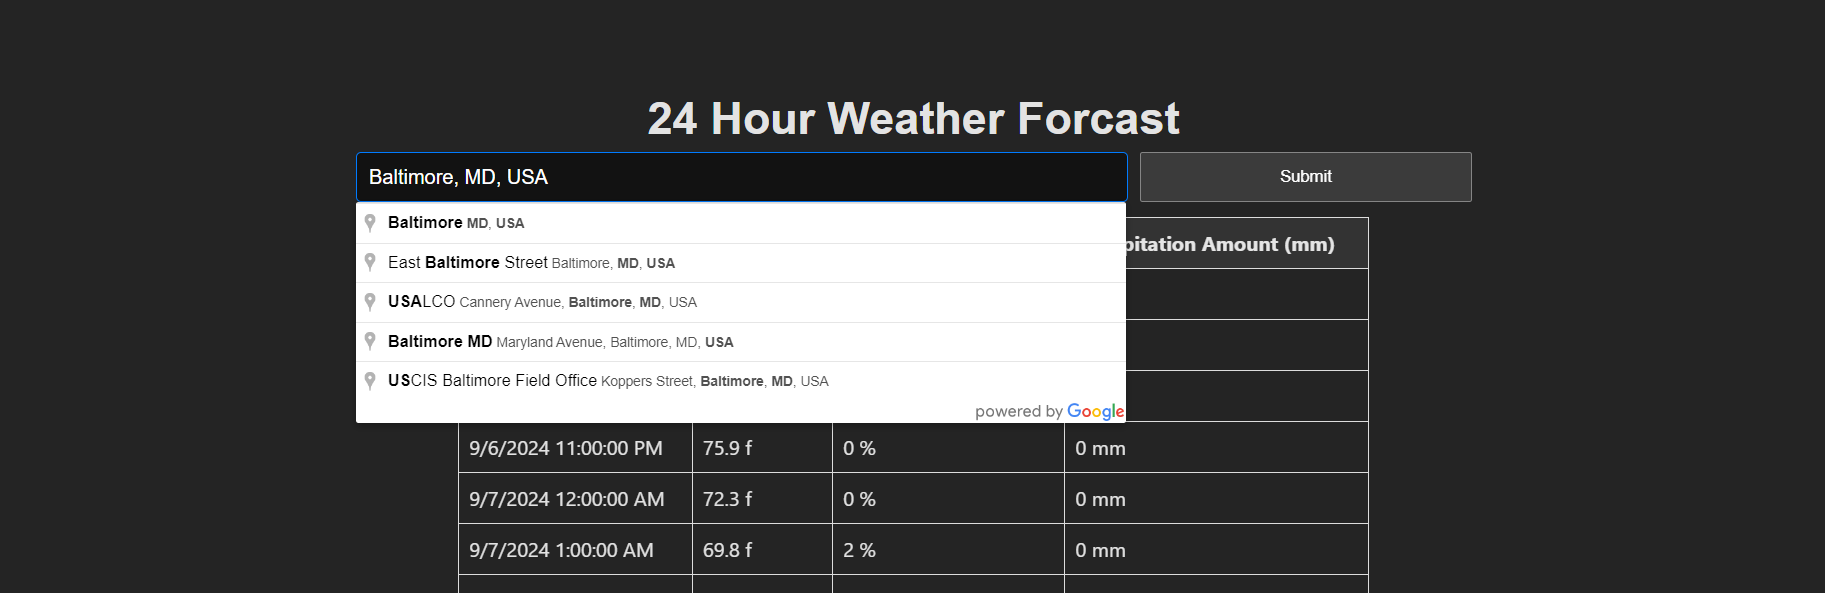 24 Hour Weather Forcast
Baltimore, MD, USA
Submit
Baltimore MD, USA
East Baltimore Street Baltimore, MD, USA
USALCO Cannery Avenue, Baltimore, MD, USA
Baltimore MD Maryland Avenue, Baltimore, MD, USA
USCIS Baltimore Field Office Koppers Street, Baltimore, MD, USA
powered by Google
pitation Amount (mm)
9/6/2024 11:00:00 PM 75.9 f 0 % 0 mm
9/7/2024 12:00:00 AM 72.3 f 0 % 0 mm
9/7/2024 1:00:00 AM 69.8 f 2 % 0 mm